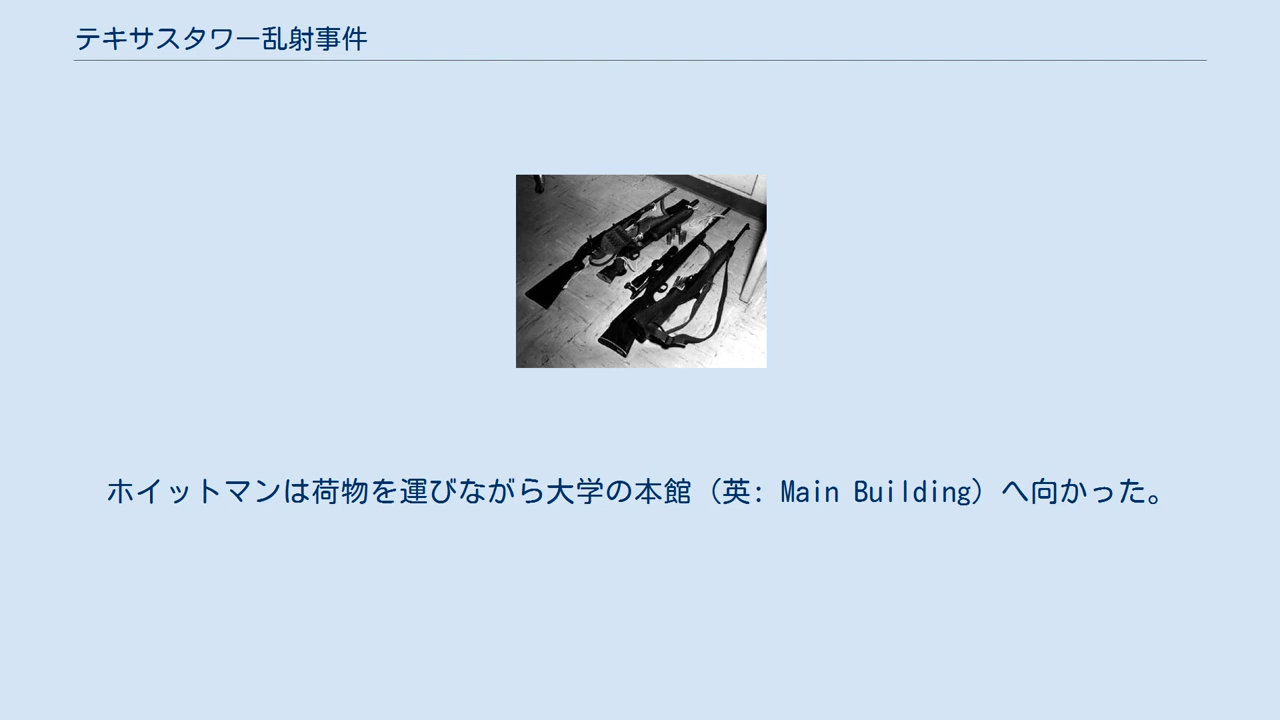 テキサスタワー乱射事件
ホイットマンは荷物を運びながら大学の本館（英: Main Building）へ向かった。